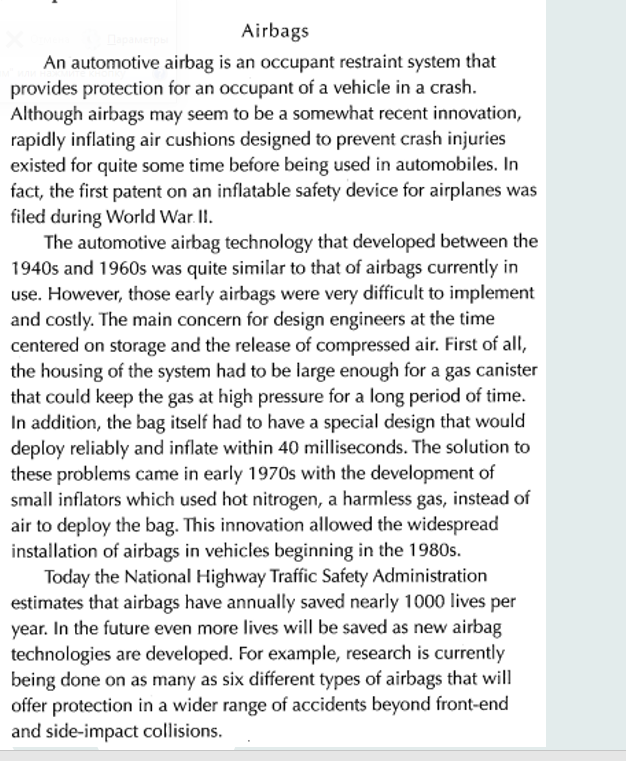 Airbags
An automotive airbag is an occupant restraint system that
provides protection for an occupant of a vehicle in a crash.
Although airbags may seem to be a somewhat recent innovation,
rapidly inflating air cushions designed to prevent crash injuries
existed for quite some time before being used in automobiles. In
fact, the first patent on an inflatable safety device for airplanes was
filed during World War II.
The automotive airbag technology that developed between the
1940s and 1960s was quite similar to that of airbags currently in
use. However, those early airbags were very difficult to implement
and costly. The main concern for design engineers at the time
centered on storage and the release of compressed air. First of all,
the housing of the system had to be large enough for a gas canister
that could keep the gas at high pressure for a long period of time.
In addition, the bag itself had to have a special design that would
deploy reliably and inflate within 40 milliseconds. The solution to
these problems came in early 1970s with the development of
small inflators which used hot nitrogen, a harmless gas, instead of
air to deploy the bag. This innovation allowed the widespread
installation of airbags in vehicles beginning in the 1980s.
Today the National Highway Traffic Safety Administration
estimates that airbags have annually saved nearly 1000 lives per
year. In the future even more lives will be saved as new airbag
technologies are developed. For example, research is currently
being done on as many as six different types of airbags that will
offer protection in a wider range of accidents beyond front-end
and side-impact collisions.